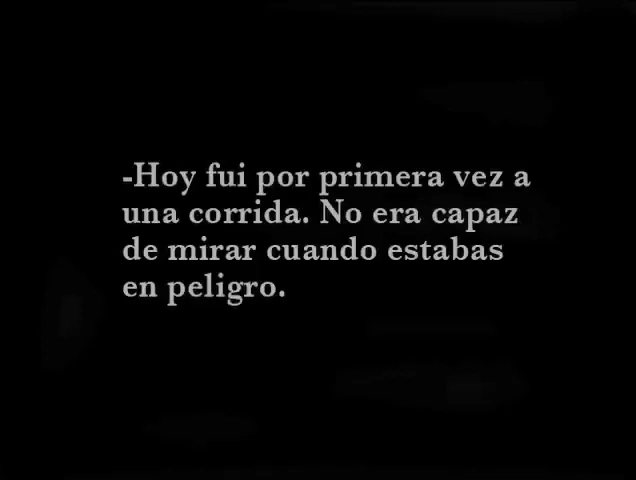 -Hoy fui por primera vez a
una corrida. No era capaz
de mirar cuando estabas
en peligro.